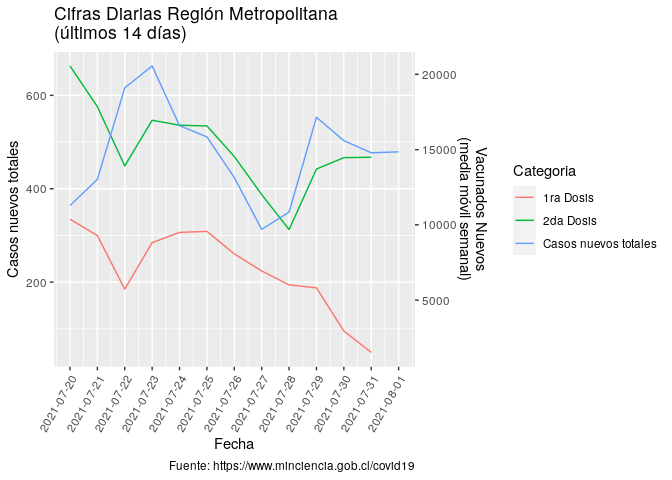 Cifras Diarias Región Metropolitana
(últimos 14 días)
Casos nuevos totales
600
400
200
20000
15000
10000
5000
Vacunados Nuevos
(media móvil semanal)
2021-07-20
2021-07-21
2021-07-22
2021-07-23
2021-07-24
2021-07-25
2021-07-26
2021-07-27
2021-07-28
2021-07-29
2021-07-30
2021-07-31
2021-08-01
Fecha
Categoria
1ra Dosis
2da Dosis
Casos nuevos totales
Fuente: https://www.minciencia.gob.cl/covid19